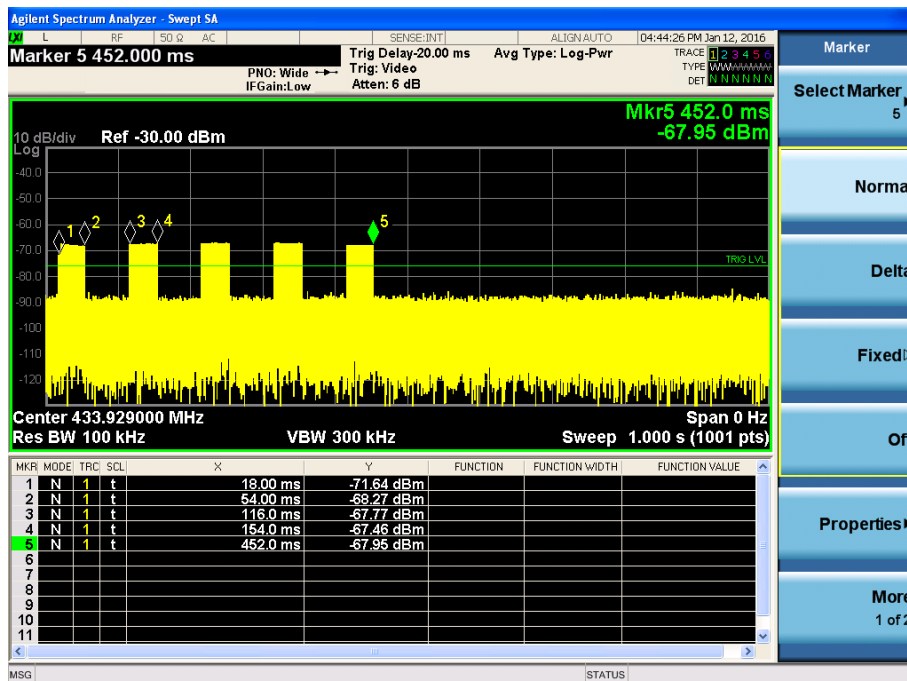 Agilent Spectrum Analyzer - Swept SA
LXI L RF 50 Ω AC SENSE:INT ALIGN AUTO 04:44:26 PM Jan 12, 2016
Marker 5 452.000 ms
PNO: Wide
IFGain:Low
Trig Delay-20.00 ms
Trig: Video
Atten: 6 dB
Avg Type: Log-Pwr
TRACE 1 2 3 4 5 6
TYPE WWWWWW
DET N N N N N N
Mkr5 452.0 ms
-67.95 dBm
10 dB/div Ref -30.00 dBm
Log
-40.0
-50.0
-60.0
-70.0
-80.0
-90.0
-100
-110
-120
1 2 3 4 5
TRIG LVL
Center 433.929000 MHz Span 0 Hz
Res BW 100 kHz VBW 300 kHz Sweep 1.000 s (1001 pts)
MKR MODE TRC SCL X Y FUNCTION FUNCTION WIDTH FUNCTION VALUE
1 N 1 t 18.00 ms -71.64 dBm
2 N 1 t 54.00 ms -68.27 dBm
3 N 1 t 116.0 ms -67.77 dBm
4 N 1 t 154.0 ms -67.46 dBm
5 N 1 t 452.0 ms -67.95 dBm
6
7
8
9
10
11
MSG STATUS
Marker
Select Marker
5
Norma
Delta
Fixed
Of
Properties
More
1 of 2